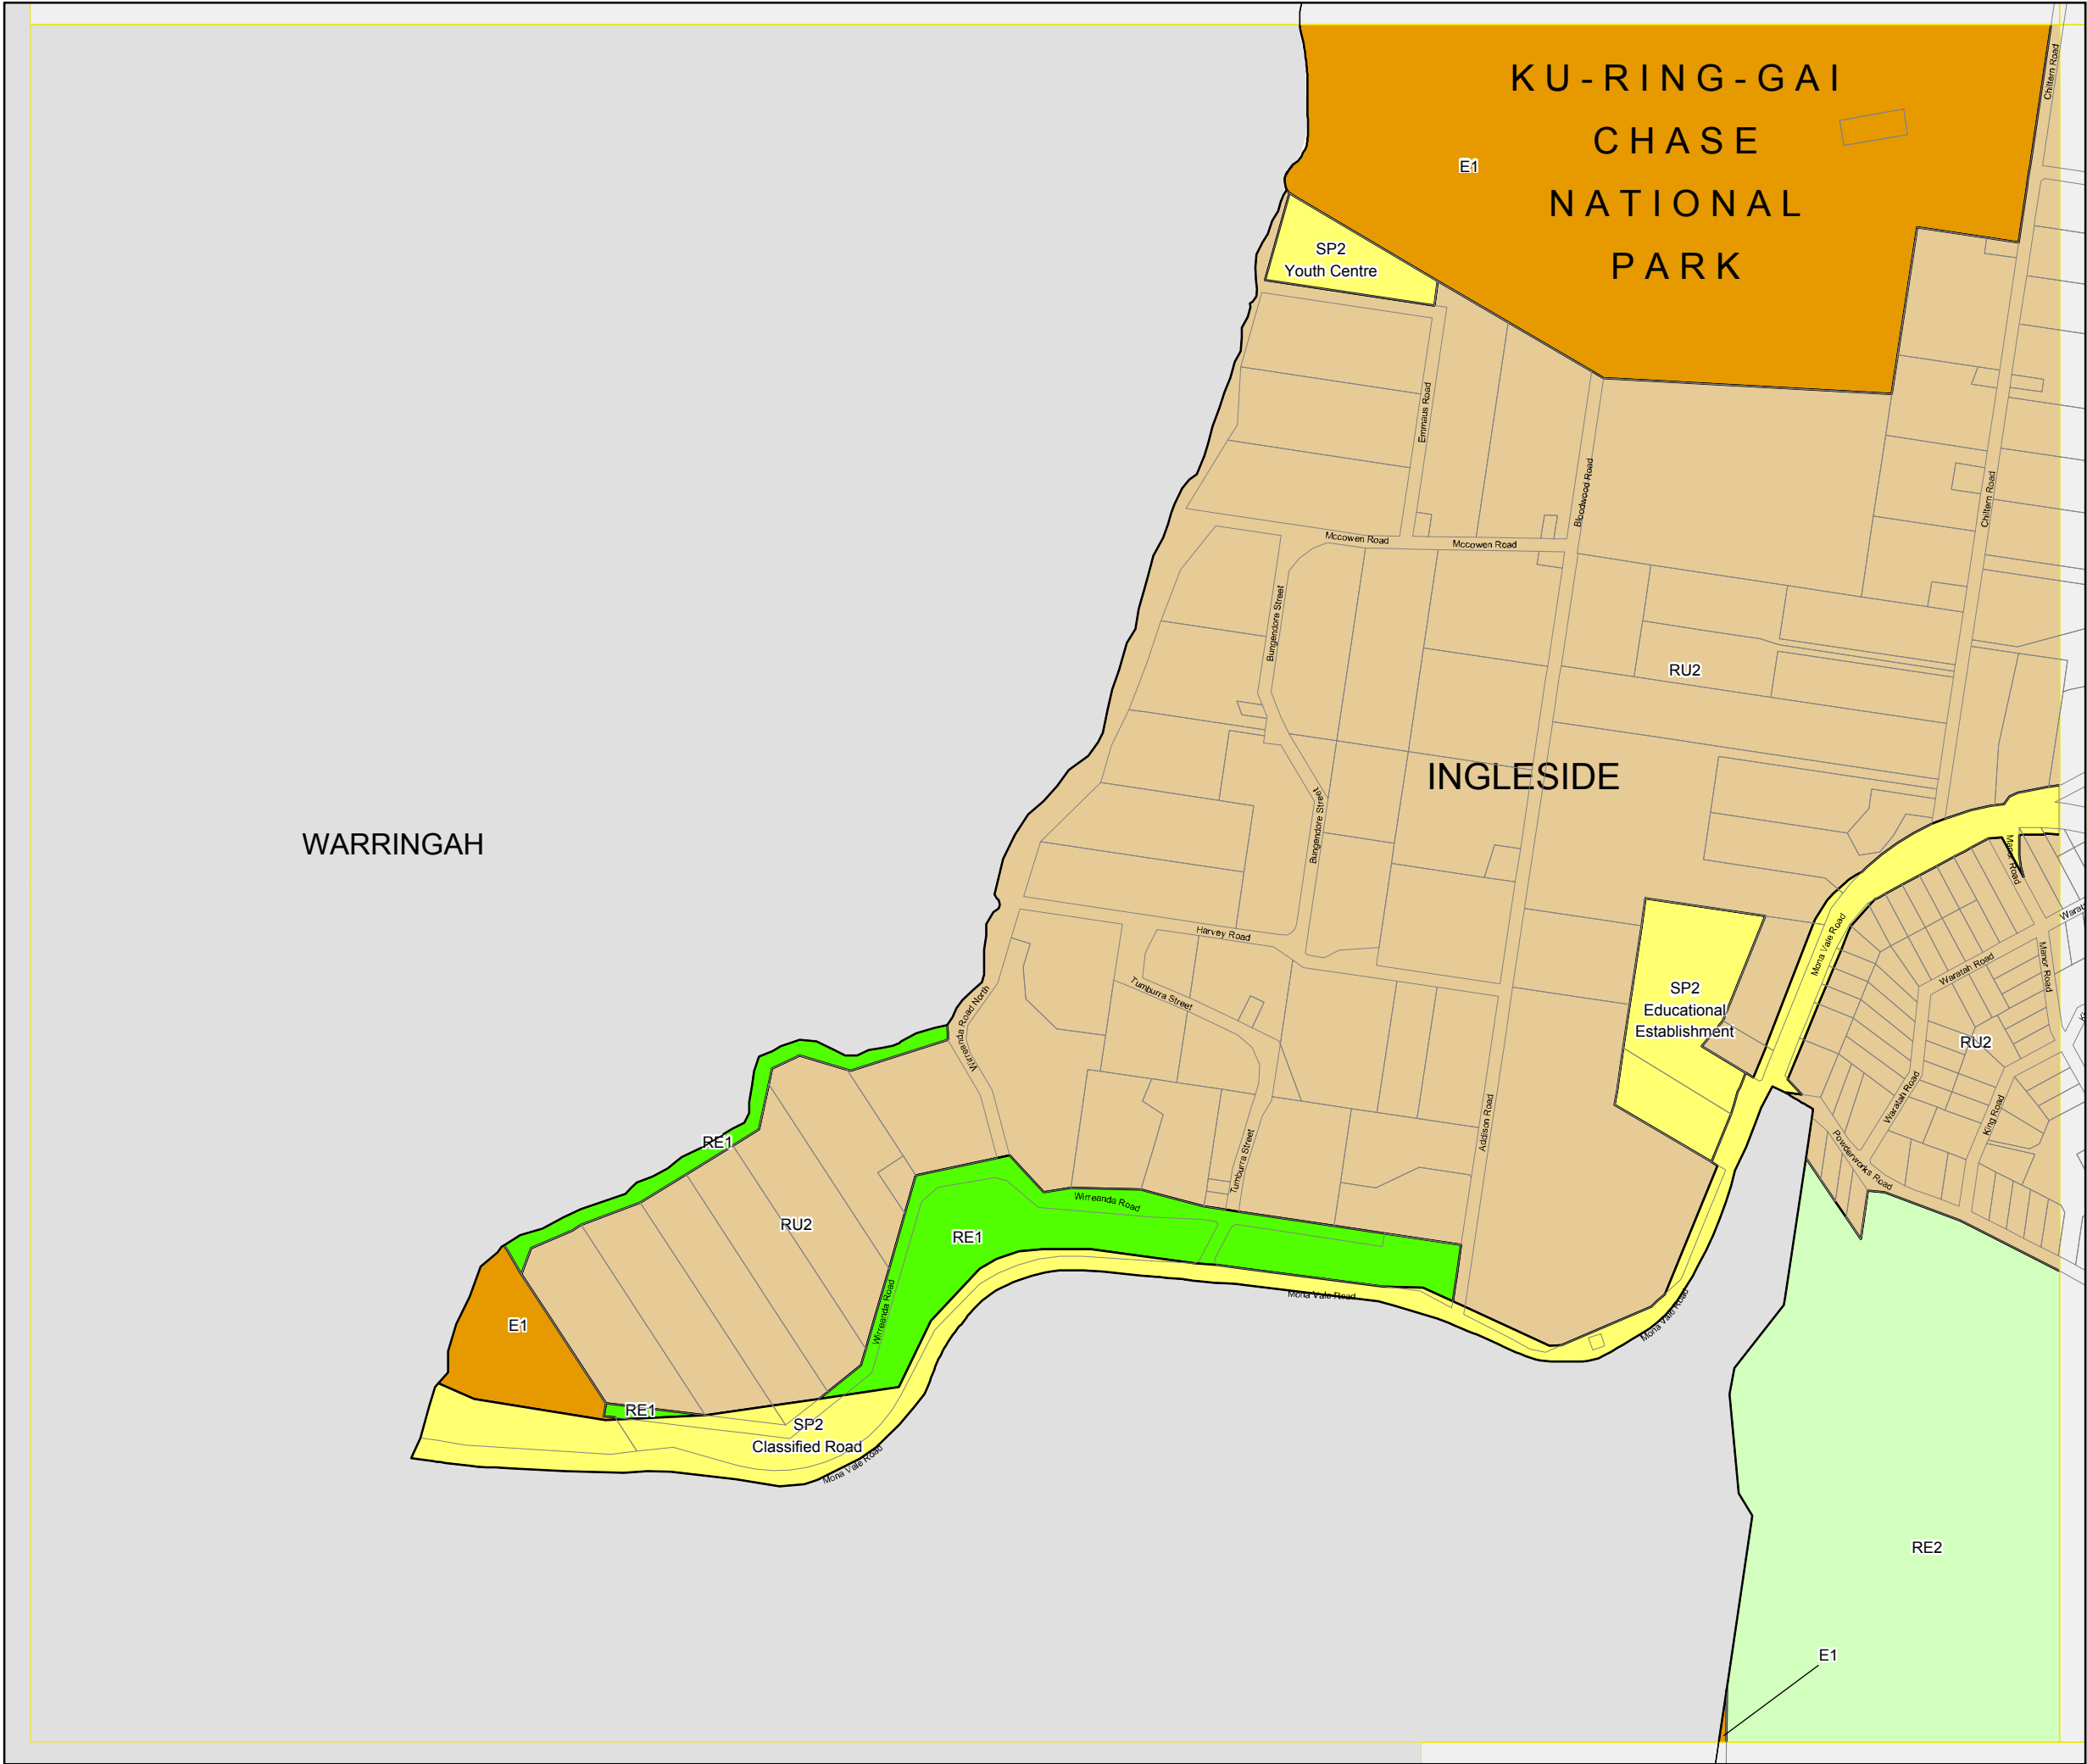 KU-RING-GAI
Chiltern Road
CHASE
E1
NATIONAL
SP2
Youth Centre
PARK
Emmaus Road
Bloodwood Road
Chiltern Road
Mccowen Road
Mccowen Road
Bungendore Street
RU2
INGLESIDE
Bungendore Street
WARRINGAH
Manor Road
Harvey Road
Mona Vale Road
Waratah Road
Manor Road
Tumburra Street
SP2
Educational
Establishment
Wirreanda Road North
RU2
Waratah Road
King Road
Addison Road
RE1
Powderworks Road
Tumburra Street
Wirreanda Road
RU2
RE1
Mona Vale Road
Wirreanda Road
Mona Vale Road
E1
RE1
SP2
Classified Road
Mona Vale Road
RE2
E1